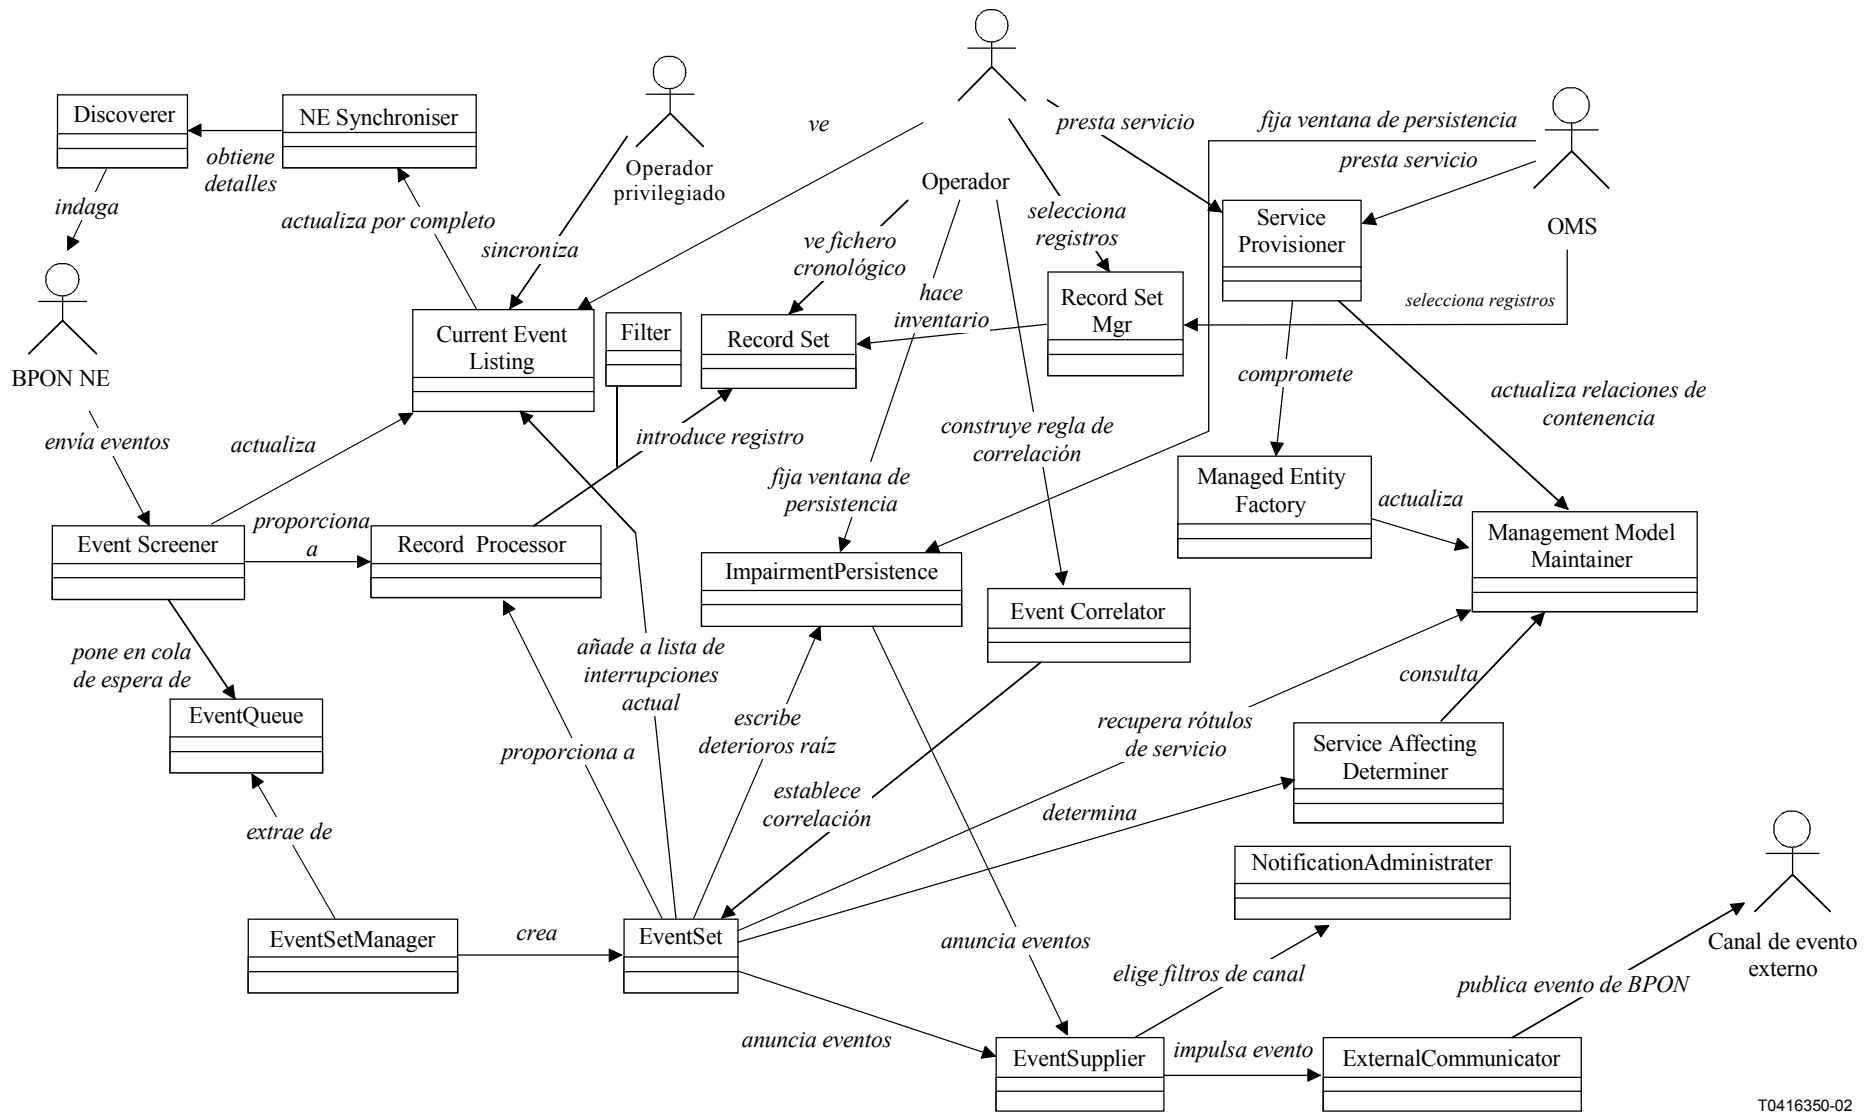 Discoverer
NE Synchroniser
obtiene
detalles
indaga
actualiza por completo
Operador
privilegiado
sincroniza
ve
presta servicio
fija ventana de persistencia
presta servicio
OMS
Operador
selecciona
registros
Service
Provisioner
ve fichero
cronológico
hace
inventario
Record Set
Mgr
selecciona registros
BPON NE
Current Event
Listing
Filter
Record Set
compromete
actualiza relaciones de
contenencia
envía eventos
actualiza
introduce registro
construye regla de
correlación
fija ventana de
persistencia
Managed Entity
Factory
actualiza
Management Model
Maintainer
Event Screener
proporciona
a
Record Processor
ImpairmentPersistence
Event Correlator
pone en cola
de espera de
añade a lista de
interrupciones
actual
consulta
EventQueue
proporciona a
escribe
deterioros raíz
recupera rótulos
de servicio
Service Affecting
Determiner
establece
correlación
determina
extrae de
NotificationAdministrater
EventSetManager
crea
EventSet
anuncia eventos
elige filtros de canal
Canal de evento
externo
publica evento de BPON
anuncia eventos
EventSupplier
impulsa evento
ExternalCommunicator
T0416350-02